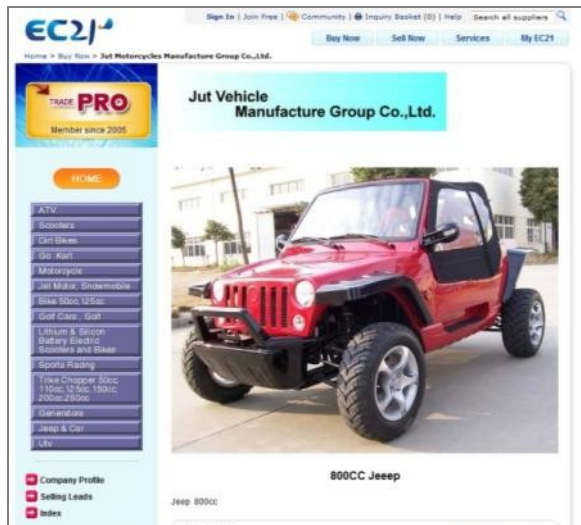 EC21
Sign In | Join Free | Community | Inquiry Basket (0) | Help Search all suppliers
Buy Now Sell Now Services My EC21
Home > Buy Now > Jut Motorcycles Manufacture Group Co.,Ltd.
TRADE PRO
Member since 2005
Jut Vehicle
Manufacture Group Co.,Ltd.
HOME
ATV
Scooters
Dirt Bikes
Go Kart
Motorcycle
Jet Motor, Snowmobile
Bike 50cc,125cc
Golf Cars , Golf
Lithium & Silicon
Battery Electric
Scooters and Bikes
Sports Racing
Trike Chopper 50cc,
110cc,125cc,150cc,
200cc,250cc
Generators
Jeep & Car
Utv
Company Profile
Selling Leads
Index
800CC Jeeep
Jeep 800cc